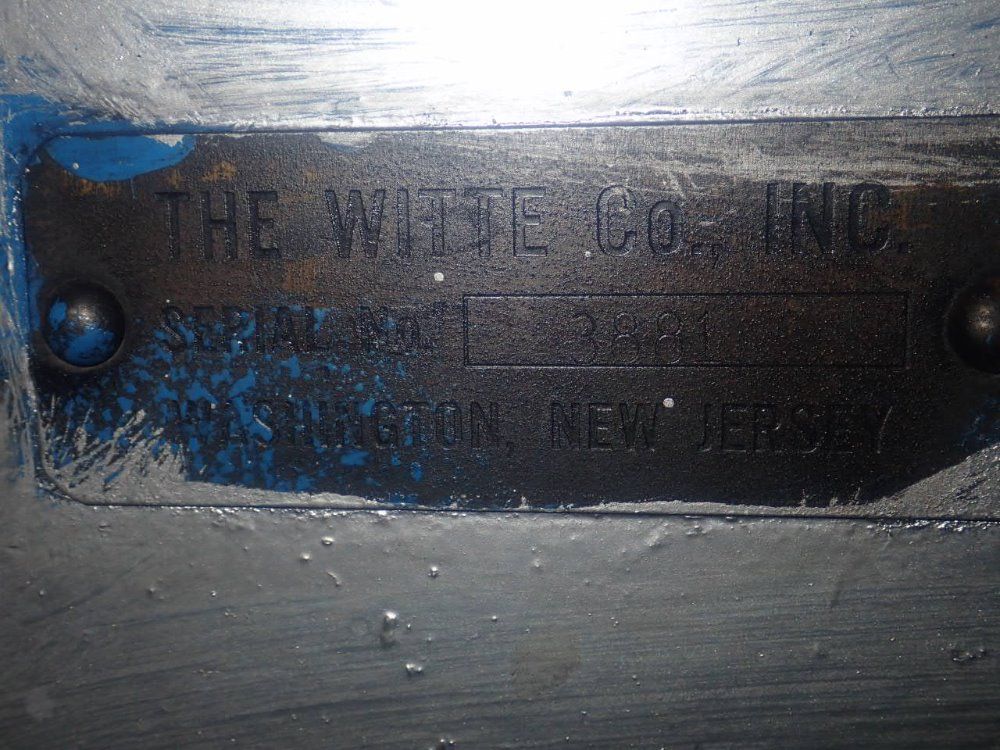 THE WITTE Co., INC.
SERIAL No. 3881
WASHINGTON, NEW JERSEY